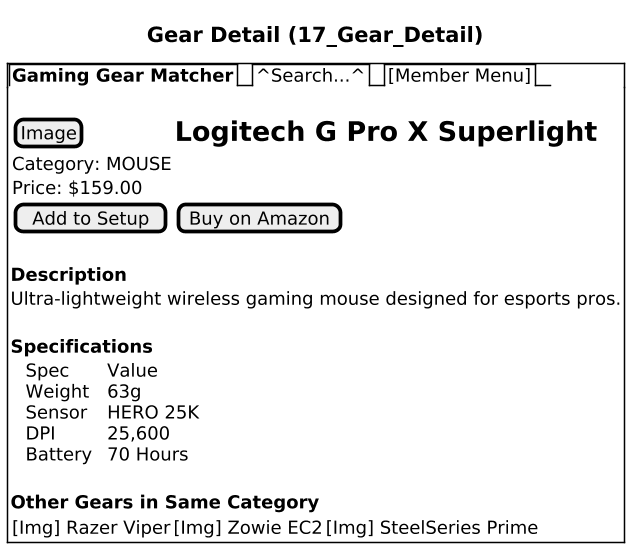 Gear Detail (17_Gear_Detail)
Gaming Gear Matcher ^Search...^ [Member Menu]
Image Logitech G Pro X Superlight
Category: MOUSE
Price: $159.00
Add to Setup Buy on Amazon
Description
Ultra-lightweight wireless gaming mouse designed for esports pros.
Specifications
Spec Value
Weight 63g
Sensor HERO 25K
DPI 25,600
Battery 70 Hours
Other Gears in Same Category
[Img] Razer Viper [Img] Zowie EC2 [Img] SteelSeries Prime